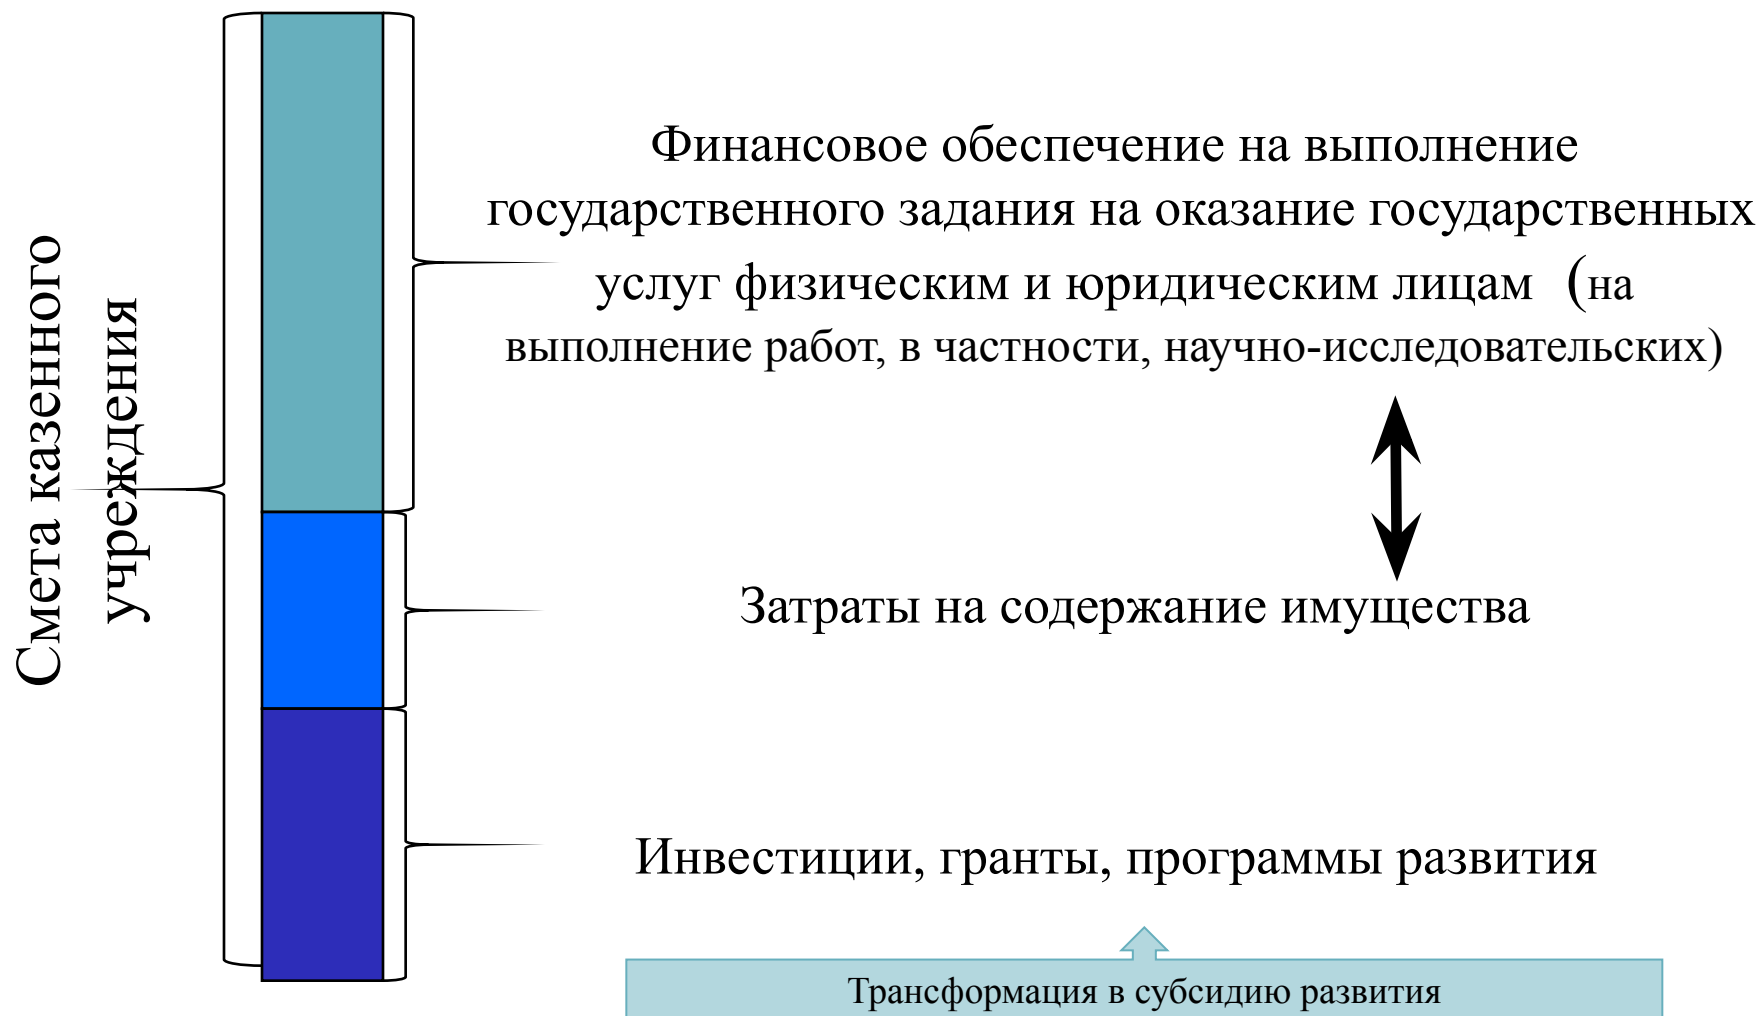 Смета казенного
учреждения
Финансовое обеспечение на выполнение
государственного задания на оказание государственных
услуг физическим и юридическим лицам (на
выполнение работ, в частности, научно-исследовательских)
Затраты на содержание имущества
Инвестиции, гранты, программы развития
Трансформация в субсидию развития